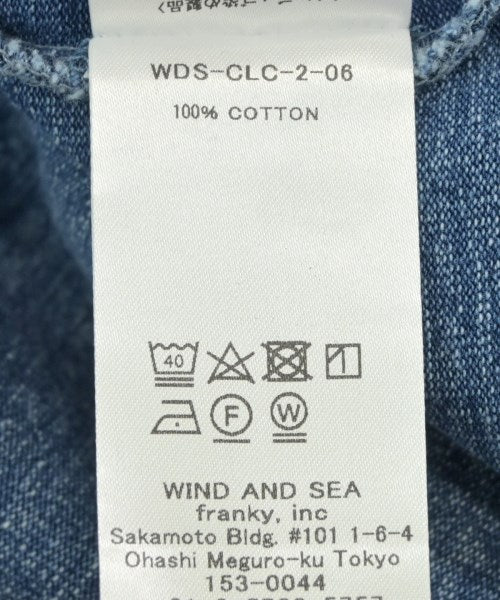 WDS-CLC-2-06
100% COTTON
40
F
W
WIND AND SEA
franky, inc
Sakamoto Bldg. #101 1-6-4
Ohashi Meguro-ku Tokyo
153-0044